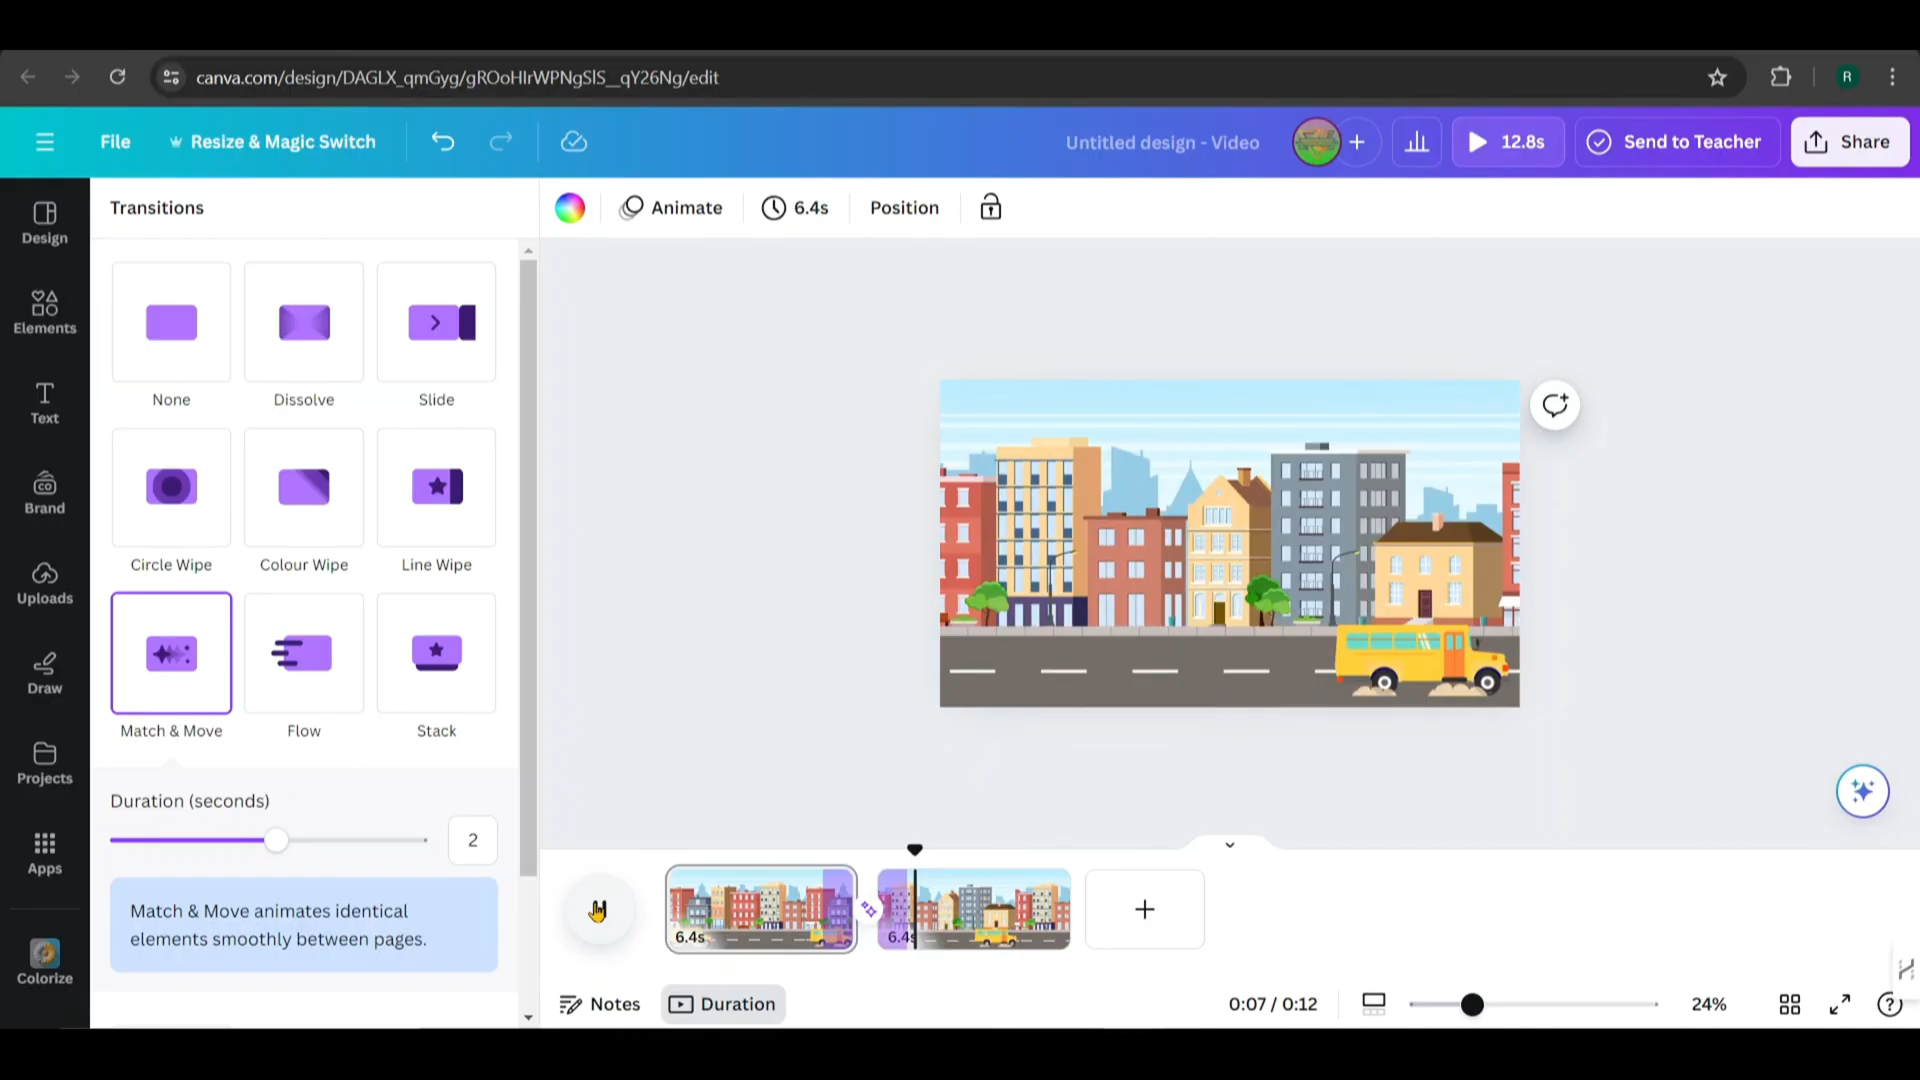 canva.com/design/DAGLX_qmGyg/gROoHIrWPNgSlS__qY26Ng/edit
R
File
Resize & Magic Switch
Untitled design - Video
12.8s
Send to Teacher
Share
Design
Elements
Text
Brand
Uploads
Draw
Projects
Apps
Colorize
Transitions
None
Dissolve
Slide
Circle Wipe
Colour Wipe
Line Wipe
Match & Move
Flow
Stack
Duration (seconds)
2
Match & Move animates identical
elements smoothly between pages.
Animate
6.4s
Position
6.4s
6.4s
Notes
Duration
0:07 / 0:12
24%